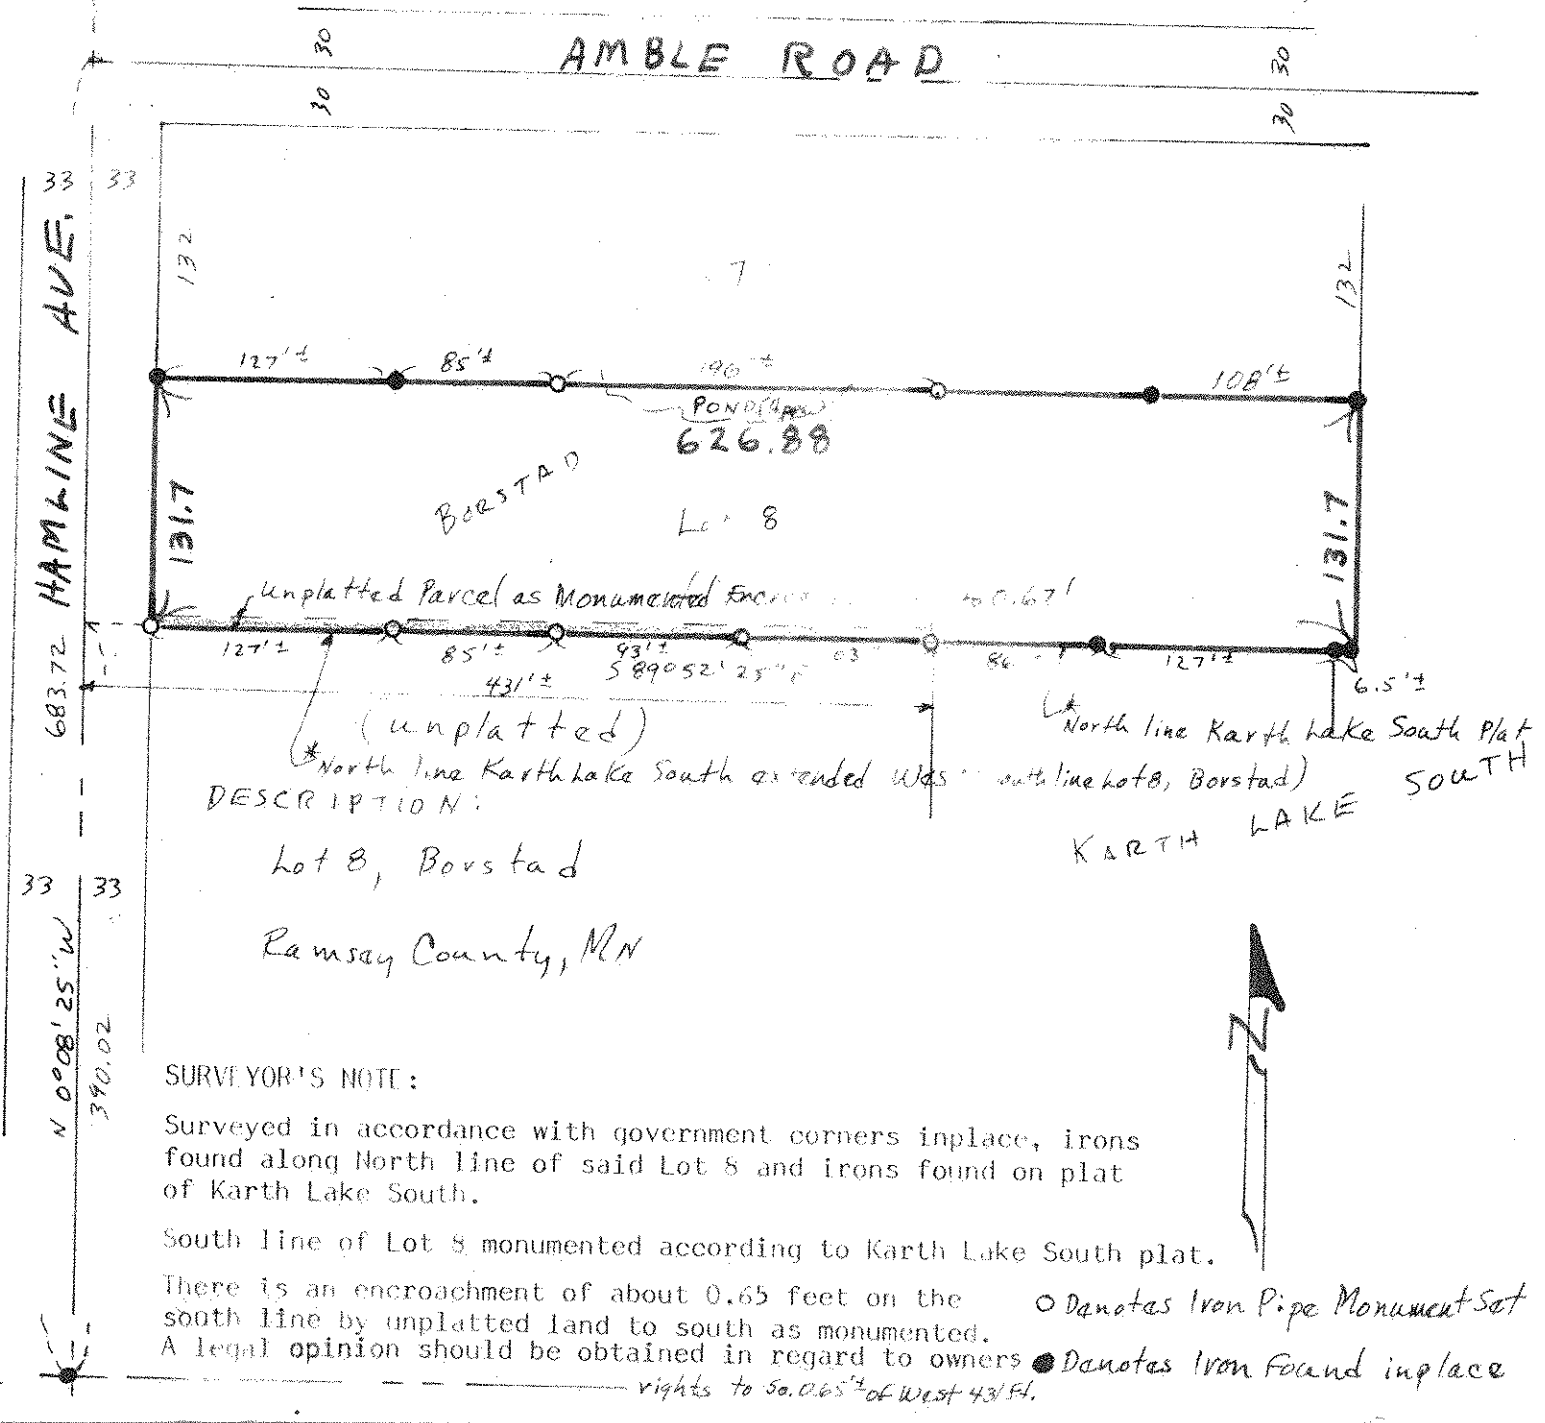 30
30
AMBLE ROAD
30
30
33
33
HAMLINE AVE.
132
132
7
127'±
85'±
±
108'±
POND
626.88
BORSTAD
131.7
Lot 8
131.7
Unplatted Parcel as Monumented
0.67'
127'±
85'±
93'±
S 89°52'25"
127'±
6.5'±
431'±
683.72
(unplatted)
*North line Karth Lake South Plat
*North line Karth Lake South extended line Lot 8, Borstad)
KARTH LAKE SOUTH
DESCRIPTION:
Lot 8, Borstad
Ramsey County, MN
33
33
N 0°08'25"W
390.02
N
SURVEYOR'S NOTE:
Surveyed in accordance with government corners inplace, irons
found along North line of said Lot 8 and irons found on plat
of Karth Lake South.
South line of Lot 8 monumented according to Karth Lake South plat.
There is an encroachment of about 0.65 feet on the
south line by unplatted land to south as monumented.
A legal opinion should be obtained in regard to owners
rights to So. 0.65'± of West 431 Ft.
O Denotes Iron Pipe Monument Set
● Denotes Iron Found inplace